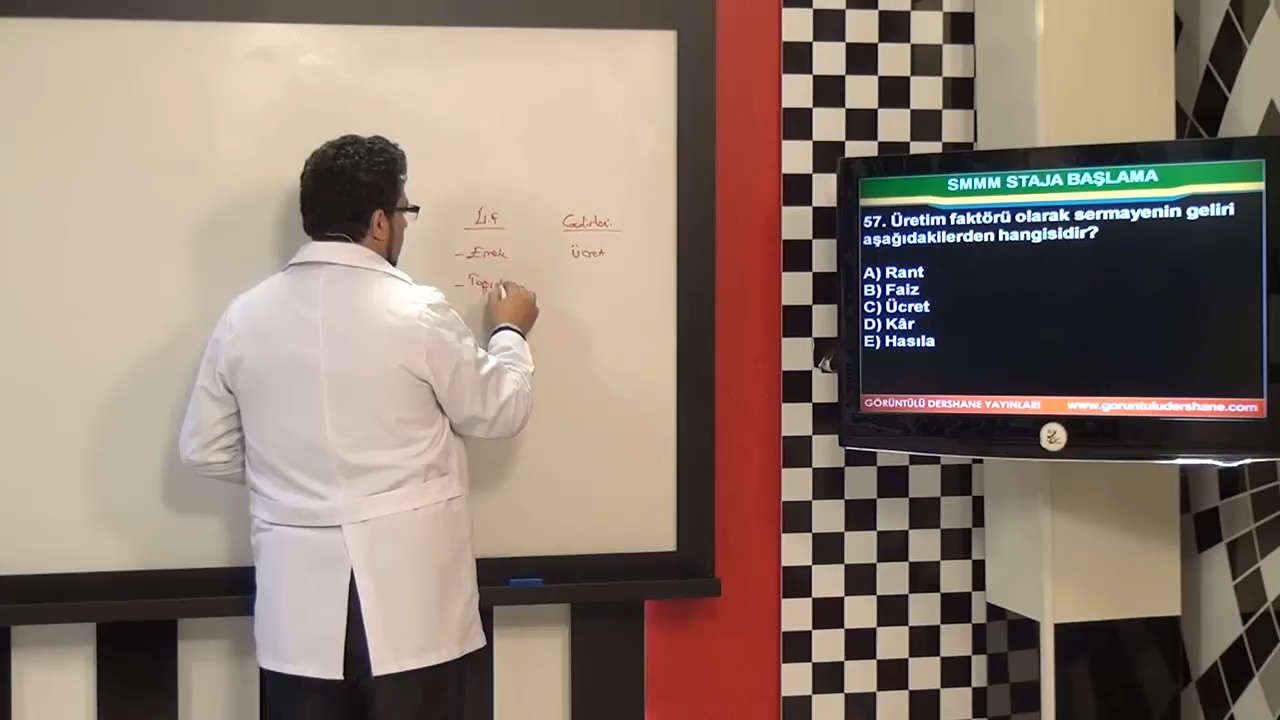 Ü.F
Gelirleri
- Emek
Ücret
SMMM STAJA BAŞLAMA
57. Üretim faktörü olarak sermayenin geliri
aşağıdakilerden hangisidir?
A) Rant
B) Faiz
C) Ücret
D) Kâr
E) Hasıla
GÖRÜNTÜLÜ DERSHANE YAYINLARI
www.goruntuludershane.com